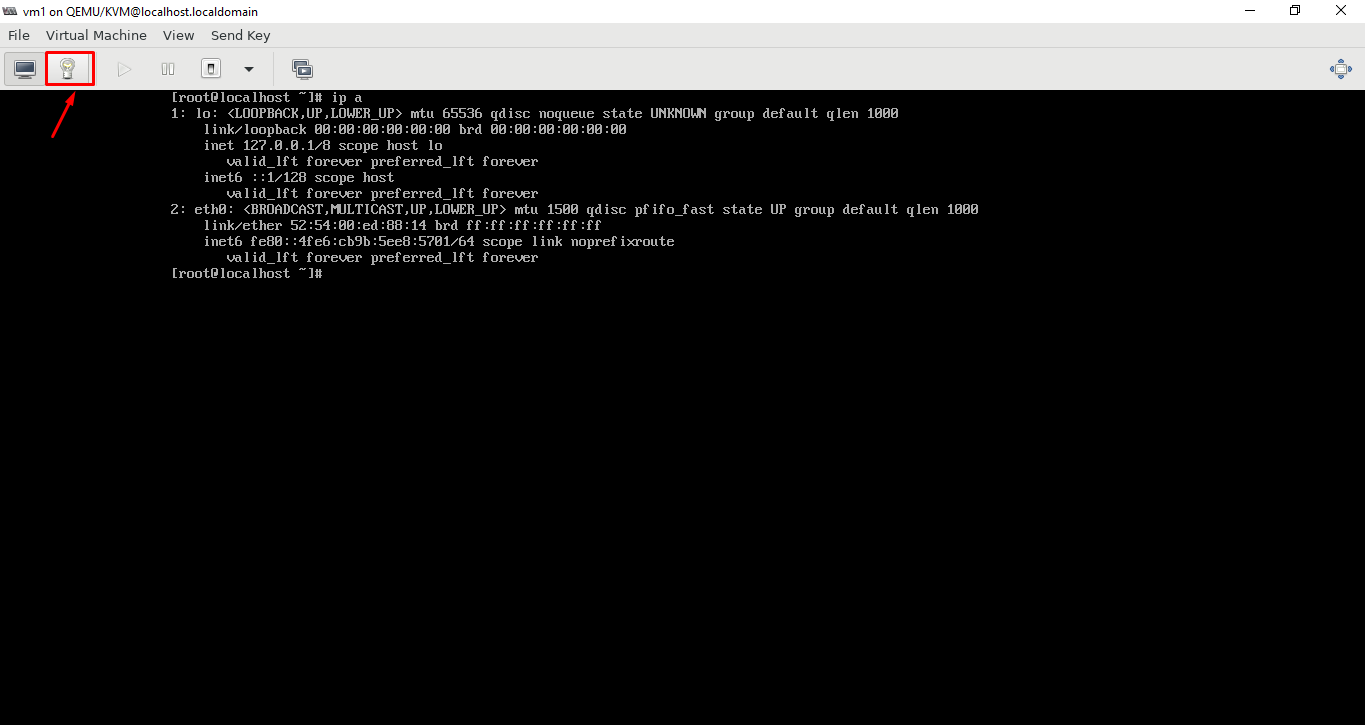 vm1 on QEMU/KVM@localhost.localdomain
File Virtual Machine View Send Key
[root@localhost ~]# ip a
1: lo: <LOOPBACK,UP,LOWER_UP> mtu 65536 qdisc noqueue state UNKNOWN group default qlen 1000
    link/loopback 00:00:00:00:00:00 brd 00:00:00:00:00:00
    inet 127.0.0.1/8 scope host lo
       valid_lft forever preferred_lft forever
    inet6 ::1/128 scope host
       valid_lft forever preferred_lft forever
2: eth0: <BROADCAST,MULTICAST,UP,LOWER_UP> mtu 1500 qdisc pfifo_fast state UP group default qlen 1000
    link/ether 52:54:00:ed:88:14 brd ff:ff:ff:ff:ff:ff
    inet6 fe80::4fe6:cb9b:5ee8:5701/64 scope link noprefixroute
       valid_lft forever preferred_lft forever
[root@localhost ~]#